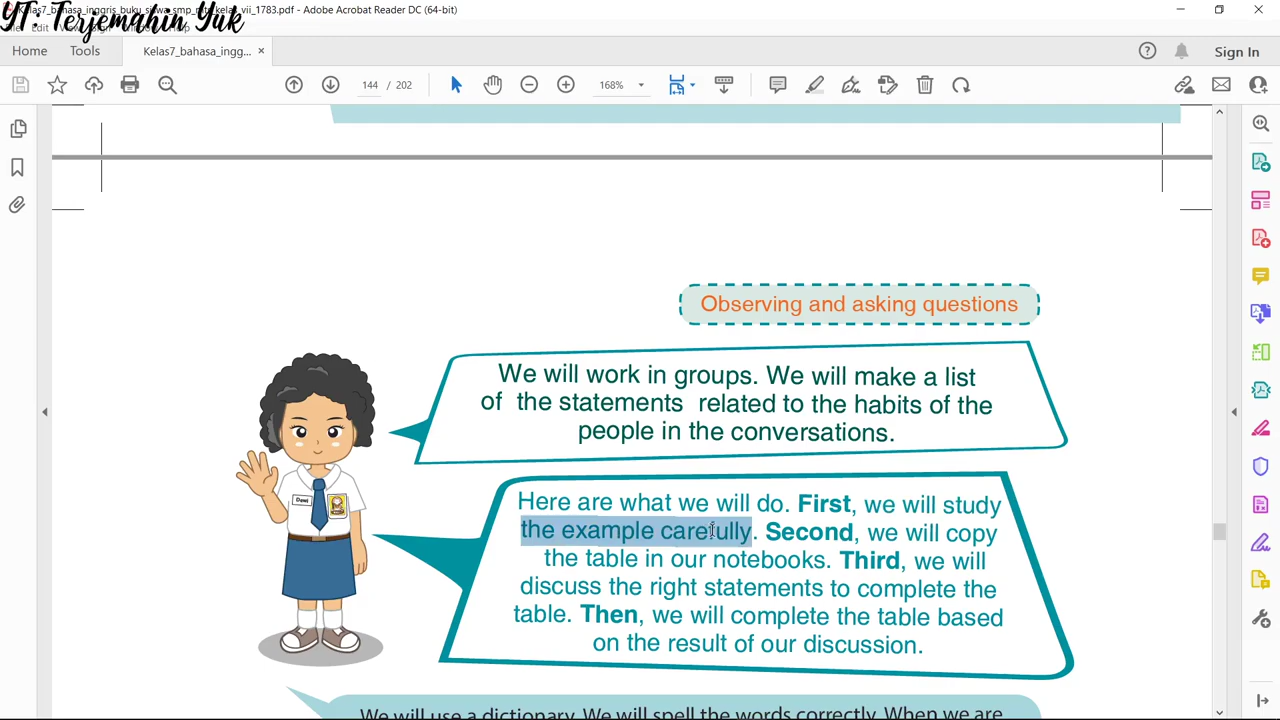 Kelas7_bahasa_inggris_buku_siswa_smp_mts_kelas_vii_1783.pdf - Adobe Acrobat Reader DC (64-bit)
YT: Terjemahin Yuk
Home
Tools
Kelas7_bahasa_ingg...
Sign In
144 / 202
168%
Observing and asking questions
We will work in groups. We will make a list
of the statements related to the habits of the
people in the conversations.
Dewi
Here are what we will do. First, we will study
the example carefully. Second, we will copy
the table in our notebooks. Third, we will
discuss the right statements to complete the
table. Then, we will complete the table based
on the result of our discussion.
We will use a dictionary. We will spell the words correctly. When we are